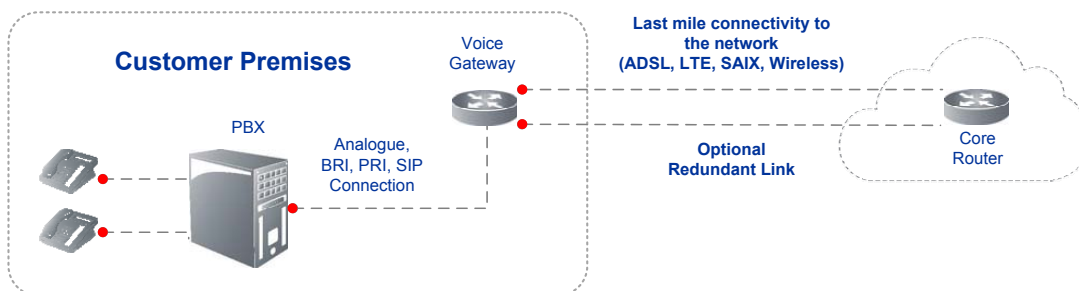 Customer Premises
Voice
Gateway
Last mile connectivity to
the network
(ADSL, LTE, SAIX, Wireless)
PBX
Analogue,
BRI, PRI, SIP
Connection
Optional
Redundant Link
Core
Router